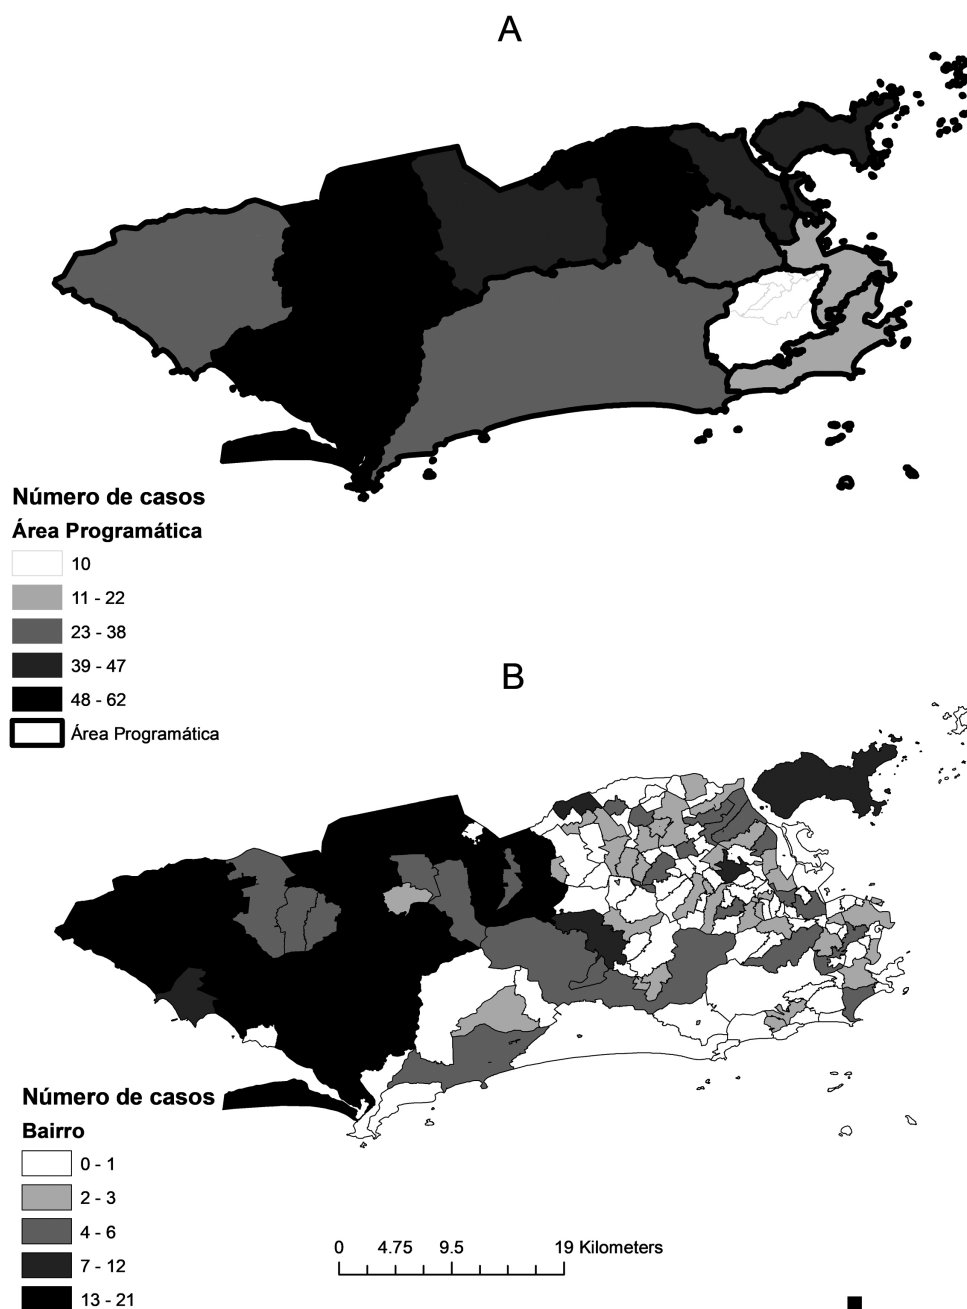 A
Número de casos
Área Programática
10
11 - 22
23 - 38
39 - 47
48 - 62
Área Programática
B
Número de casos
Bairro
0 - 1
2 - 3
4 - 6
7 - 12
13 - 21
0 4.75 9.5 19 Kilometers